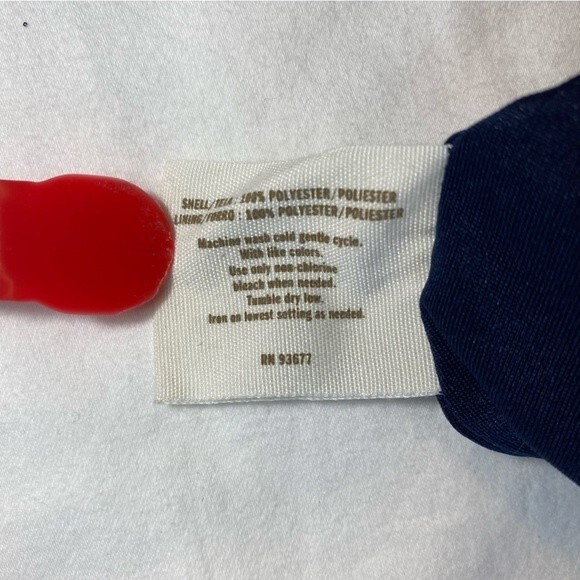 SHELL/TELA: 100% POLYESTER/POLIESTER
LINING/FORRO : 100% POLYESTER/POLIESTER
Machine wash cold gentle cycle.
With like colors.
Use only non-chlorine
bleach when needed.
Tumble dry low.
Iron on lowest setting as needed.
RN 93677